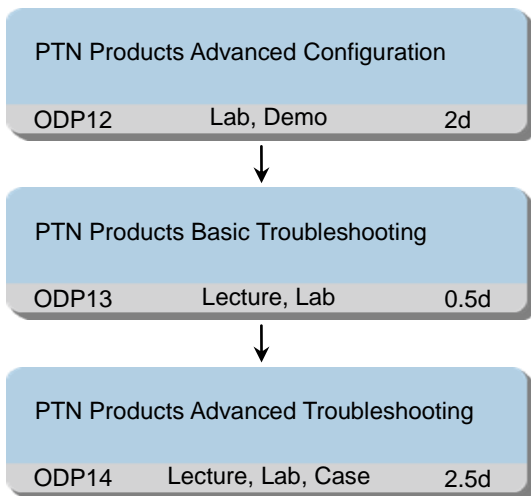 PTN Products Advanced Configuration
ODP12 Lab, Demo 2d
PTN Products Basic Troubleshooting
ODP13 Lecture, Lab 0.5d
PTN Products Advanced Troubleshooting
ODP14 Lecture, Lab, Case 2.5d